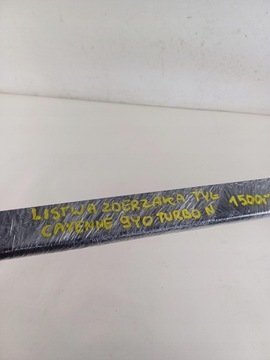 LISTWA ZDERZAKA TYŁ 1500
CAYENNE 9Y0 TURBO N